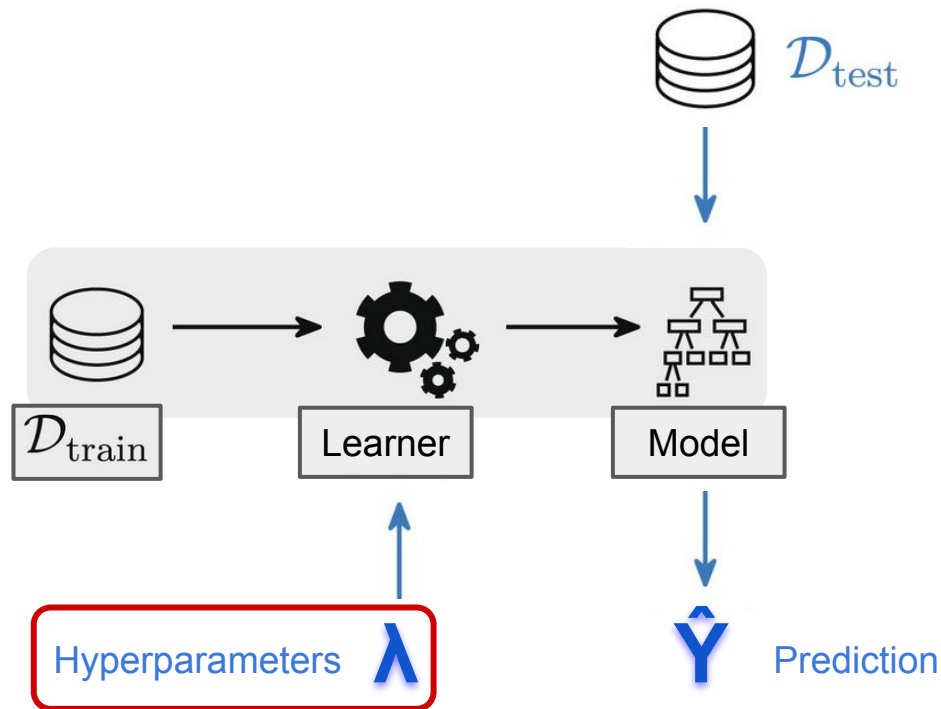 𝒟test
𝒟train
Learner
Model
Hyperparameters λ
Ŷ Prediction